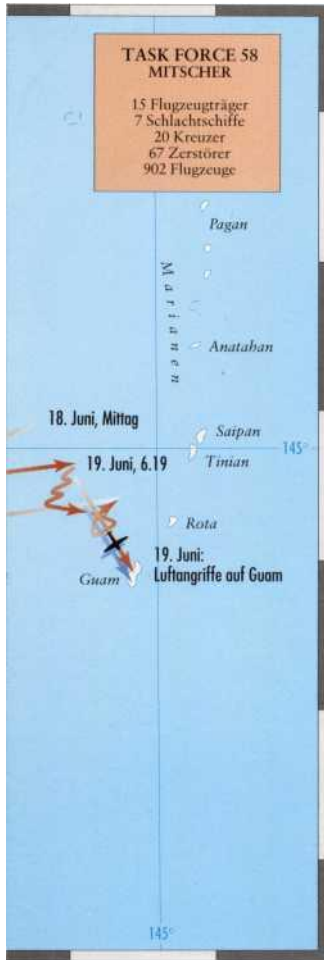 TASK FORCE 58
MITSCHER
15 Flugzeugträger
7 Schlachtschiffe
20 Kreuzer
67 Zerstörer
902 Flugzeuge
Pagan
Marianen
Anatahan
18. Juni, Mittag
Saipan
145°
19. Juni, 6.19
Tinian
Rota
19. Juni:
Luftangriffe auf Guam
Guam
145°